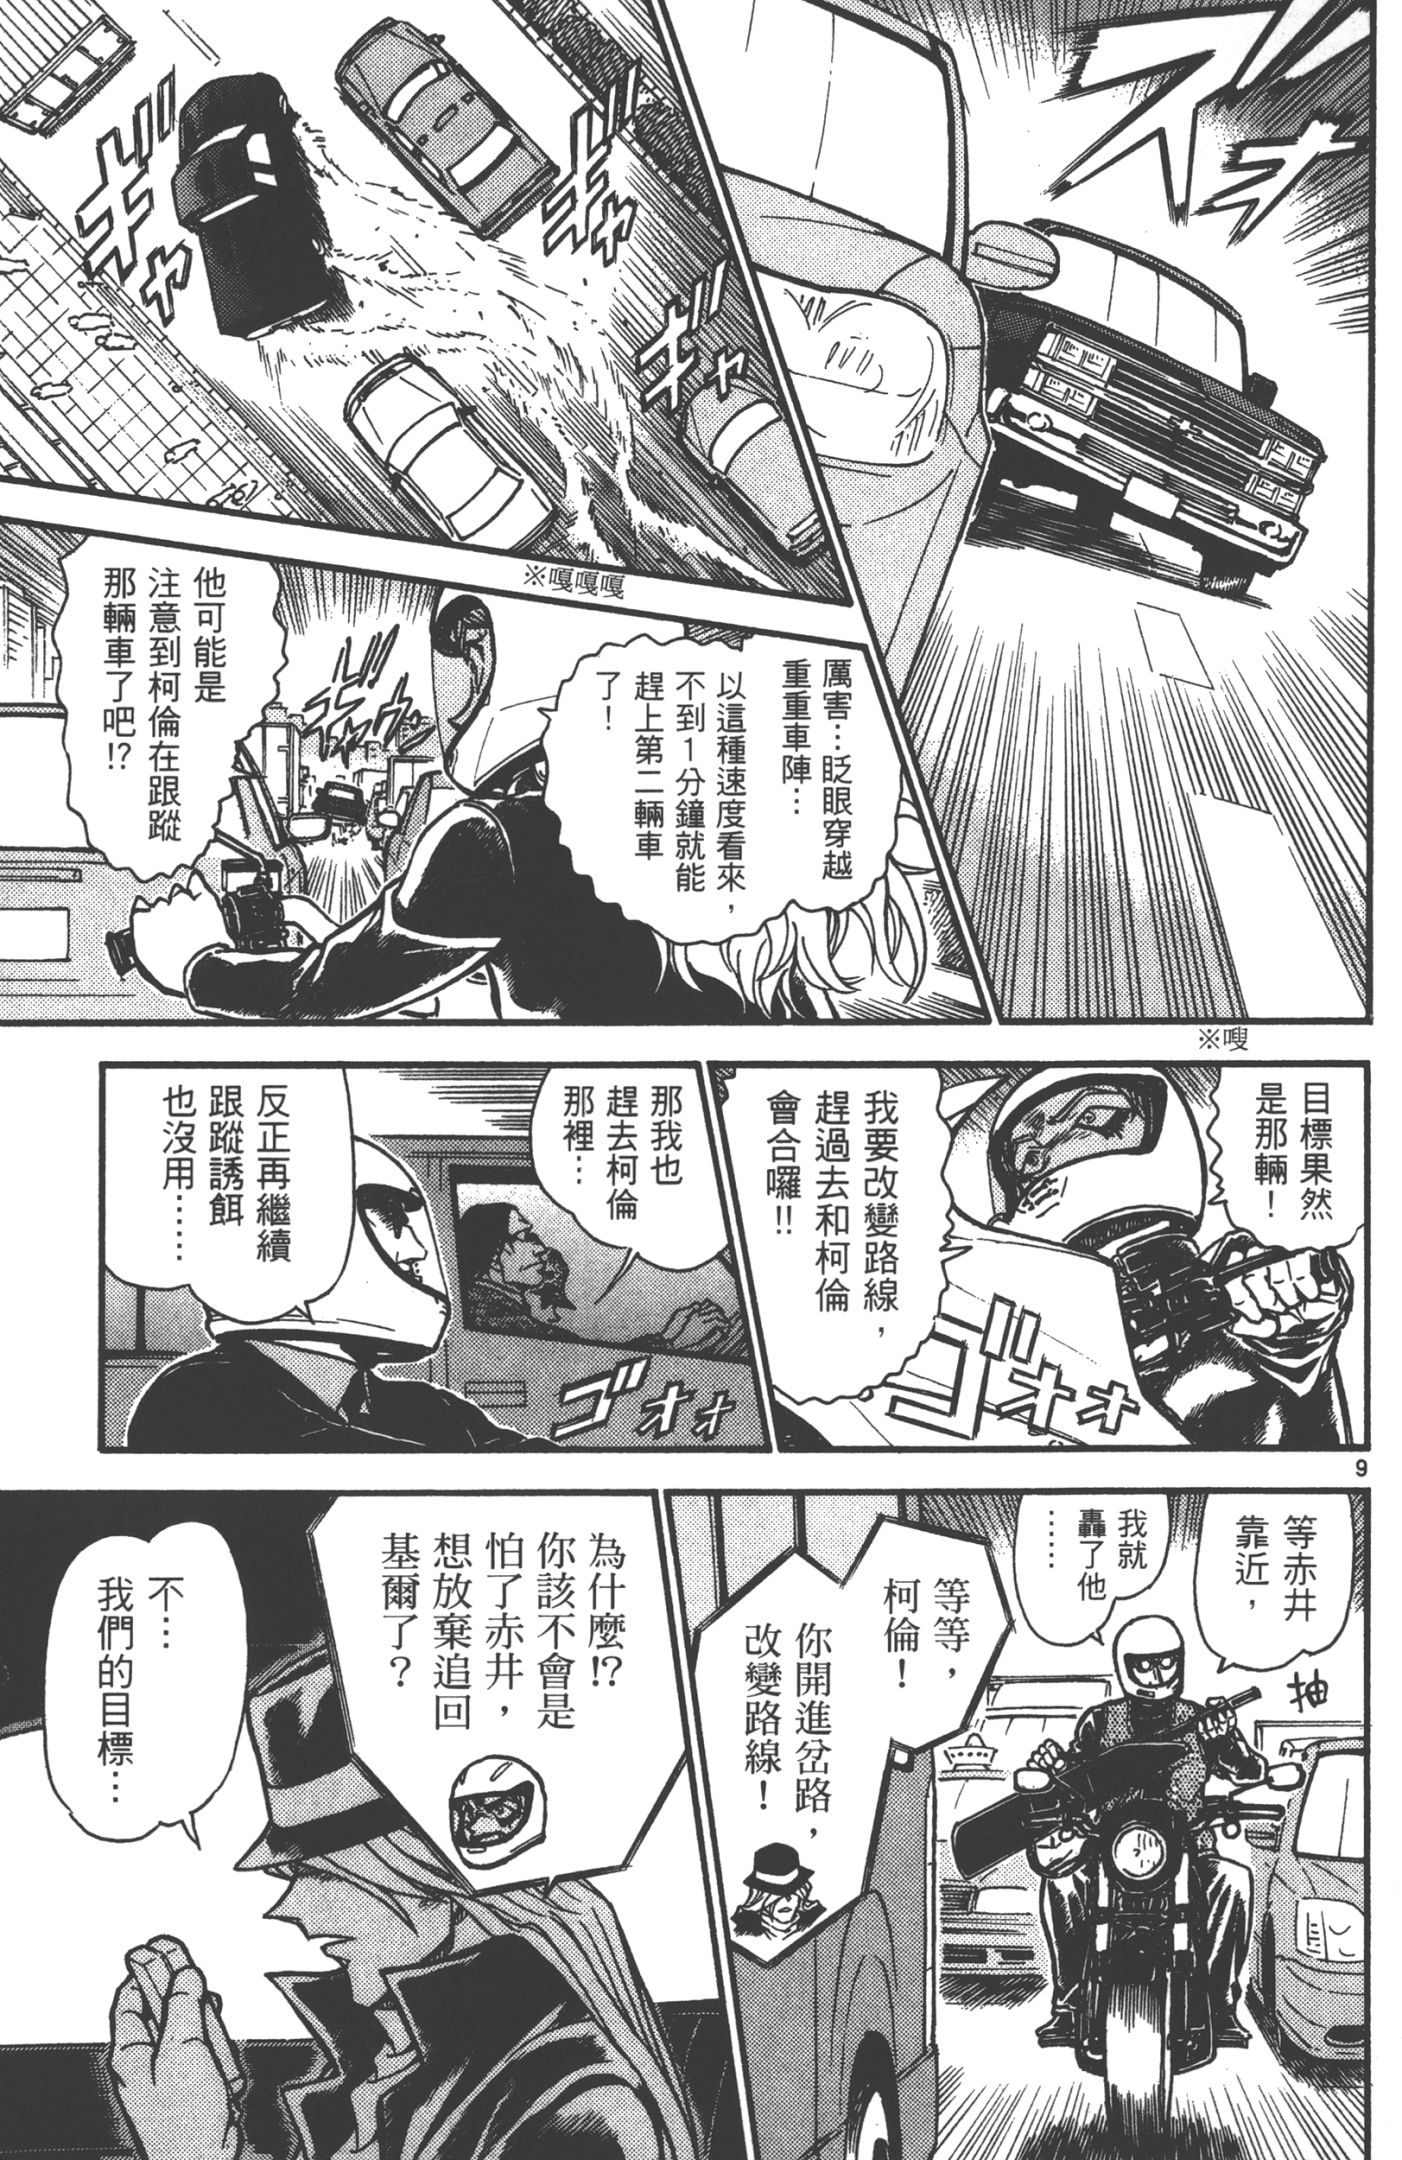 スオ
ギャ
ギャ
ギャ
※嘎嘎嘎
※嗖
厲害…眨眼穿越
重重車陣…
以這種速度看來，
不到1分鐘就能
趕上第二輛車
了！
ギャウ
他可能是
注意到柯倫在跟蹤
那輛車了吧!?
目標果然
是那輛！
我要改變路線，
趕過去和柯倫
會合囉!!
ゴオォ
那我也
趕去柯倫
那裡…
反正再繼續
跟蹤誘餌
也沒用……
ゴオォ
9
等赤井
靠近，
我就
轟了他
……
抽
等等，
柯倫！
你開進岔路，
改變路線！
為什麼!?
你該不會是
怕了赤井，
想放棄追回
基爾了？
不…
我們的目標…